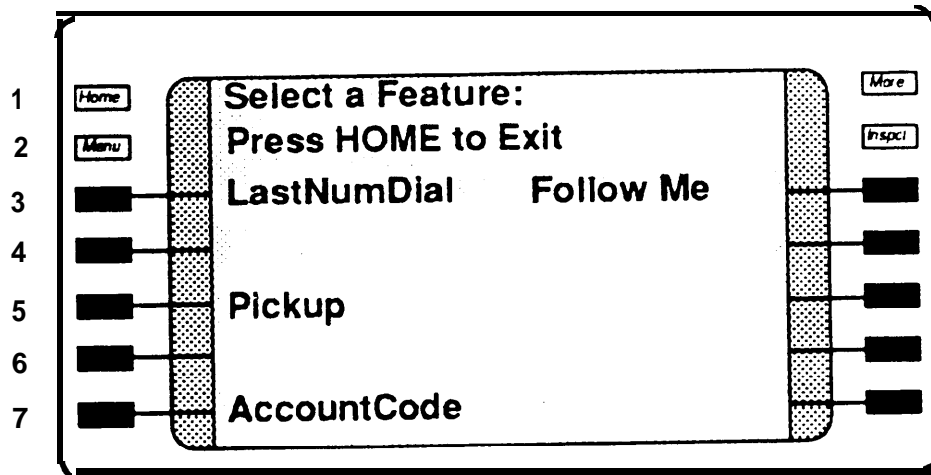 1 Home Select a Feature: More
2 Menu Press HOME to Exit Inspct
3 LastNumDial Follow Me
4
5 Pickup
6
7 AccountCode